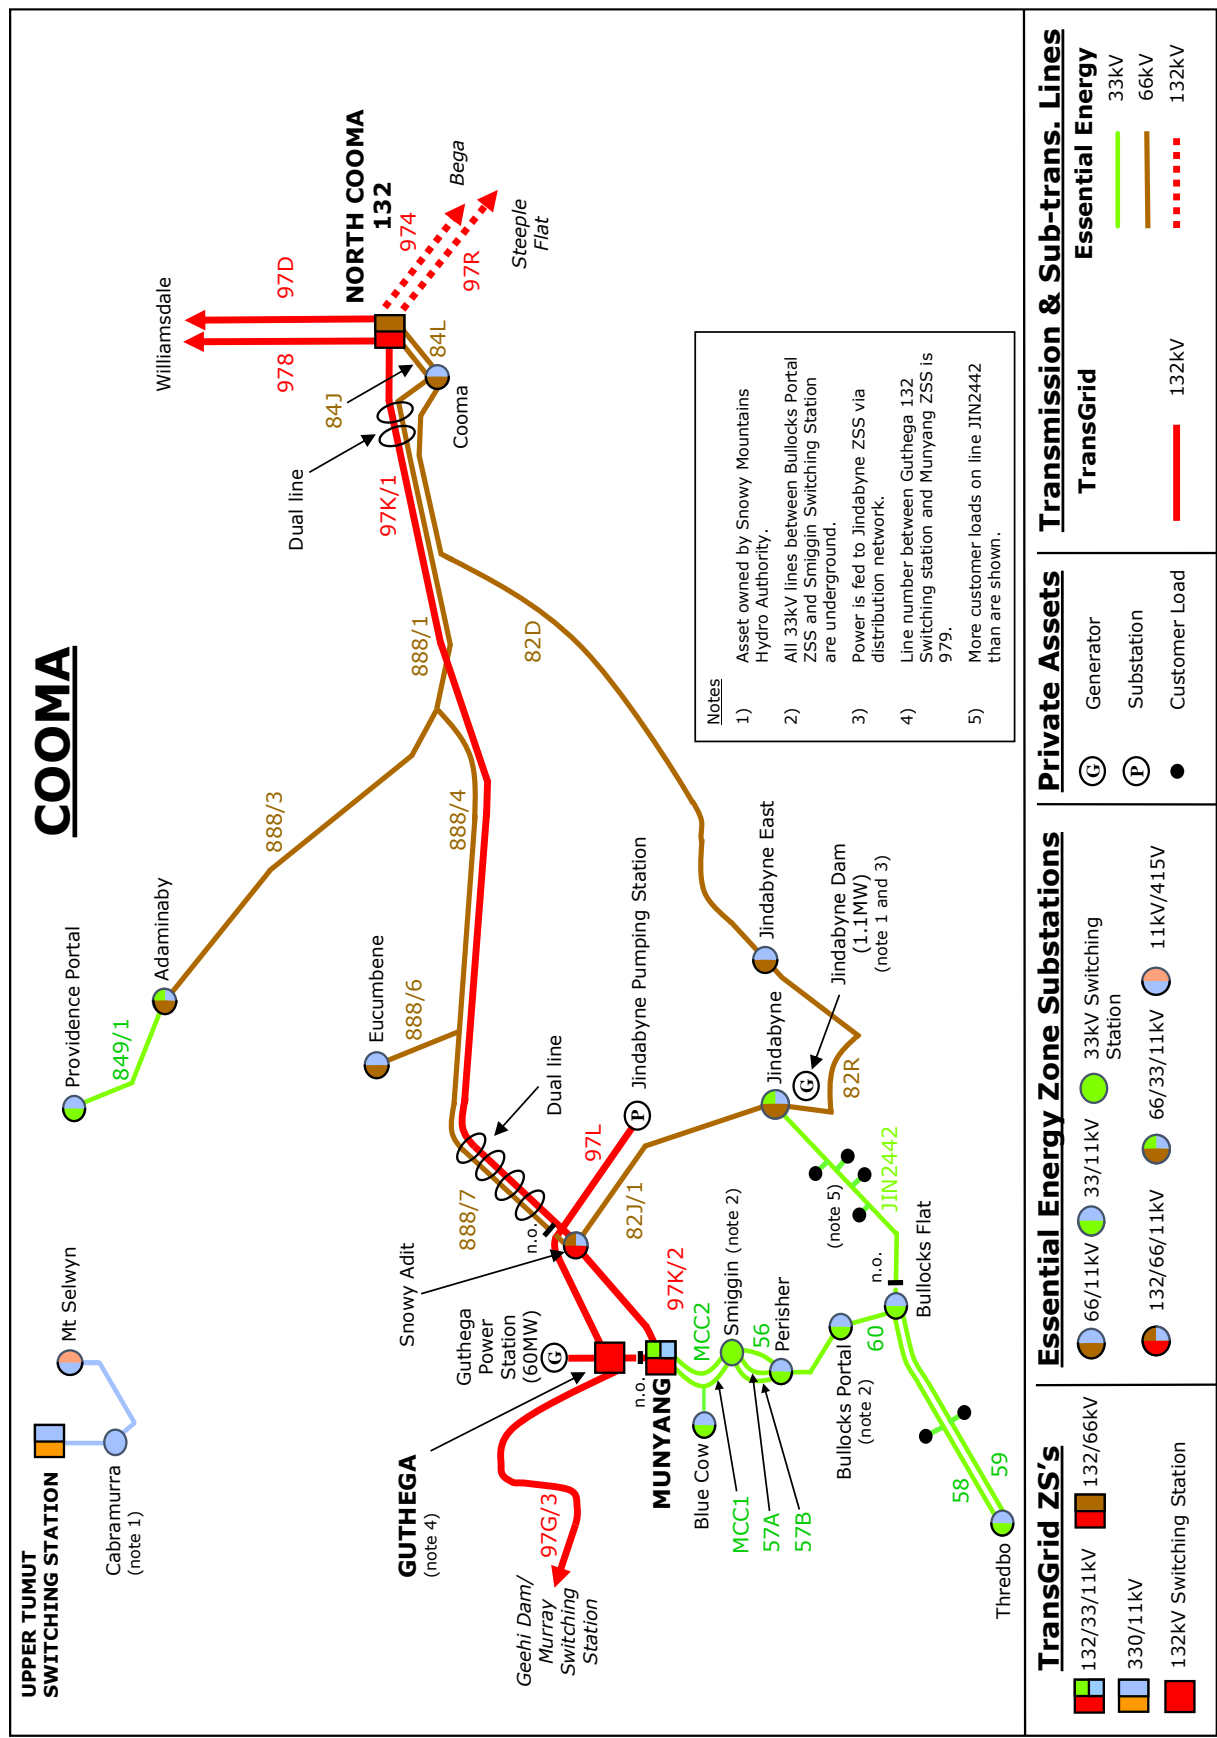 COOMA
UPPER TUMUT
SWITCHING STATION
Cabramurra
(note 1)
Mt Selwyn
Providence Portal
849/1
Adaminaby
888/3
Williamsdale
978
97D
NORTH COOMA
132
974
Bega
97R
Steeple
Flat
84J
84L
Cooma
Dual line
97K/1
888/1
82D
888/4
Eucumbene
888/6
Dual line
888/7
n.o.
Snowy Adit
97L
Jindabyne Pumping Station
82J/1
Jindabyne East
Jindabyne
Jindabyne Dam
(1.1MW)
(note 1 and 3)
82R
G
P
Guthega
Power
Station
(60MW)
G
n.o.
GUTHEGA
(note 4)
97G/3
Geehi Dam/
Murray
Switching
Station
MUNYANG
97K/2
MCC2
Smiggin (note 2)
56
Perisher
Blue Cow
MCC1
57A
57B
Bullocks Portal
(note 2)
60
Bullocks Flat
n.o.
JIN2442
(note 5)
58
59
Thredbo
Notes
1) Asset owned by Snowy Mountains
Hydro Authority.
2) All 33kV lines between Bullocks Portal
ZSS and Smiggin Switching Station
are underground.
3) Power is fed to Jindabyne ZSS via
distribution network.
4) Line number between Guthega 132
Switching station and Munyang ZSS is
979.
5) More customer loads on line JIN2442
than are shown.
TransGrid ZS's
132/33/11kV
132/66kV
330/11kV
132kV Switching Station
Essential Energy Zone Substations
66/11kV
33/11kV
33kV Switching
Station
132/66/11kV
66/33/11kV
11kV/415V
Private Assets
G Generator
P Substation
Customer Load
Transmission & Sub-trans. Lines
TransGrid
132kV
Essential Energy
33kV
66kV
132kV